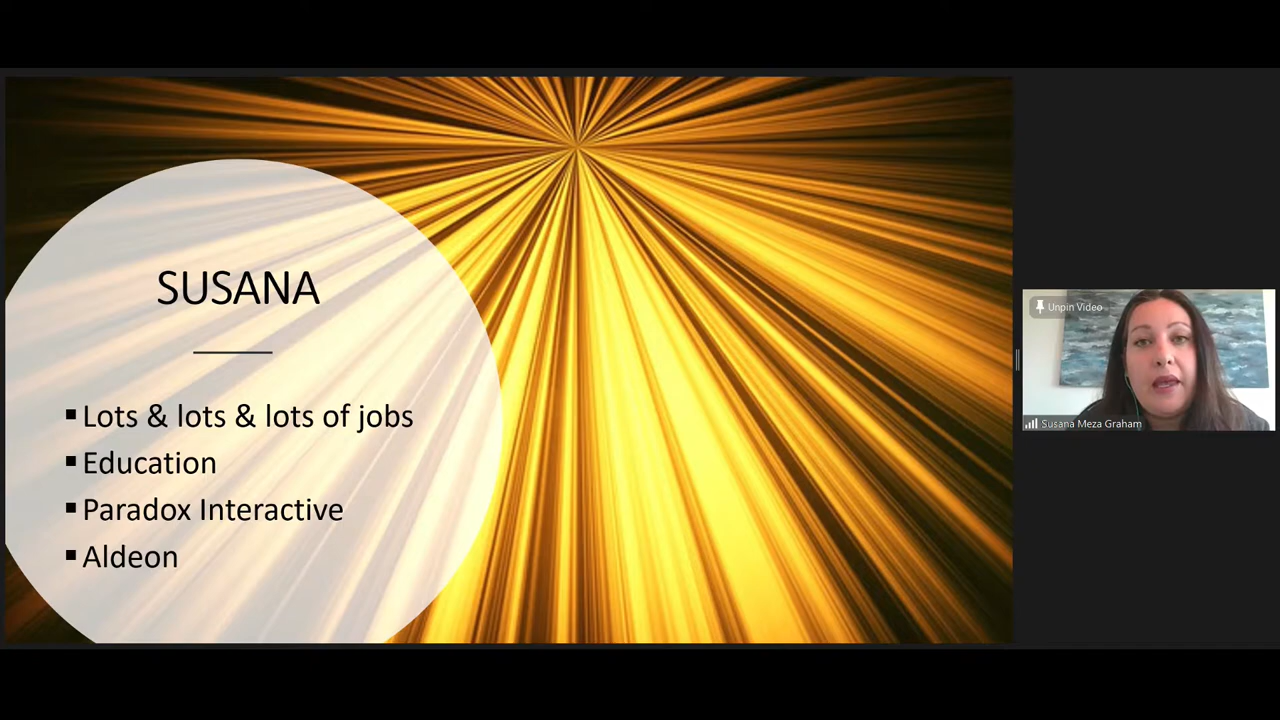 SUSANA
▪ Lots & lots & lots of jobs
▪ Education
▪ Paradox Interactive
▪ Aldeon
Unpin Video
Susana Meza Graham